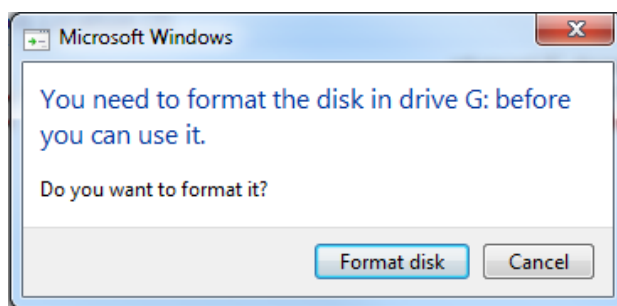 Microsoft Windows
You need to format the disk in drive G: before
you can use it.
Do you want to format it?
Format disk
Cancel